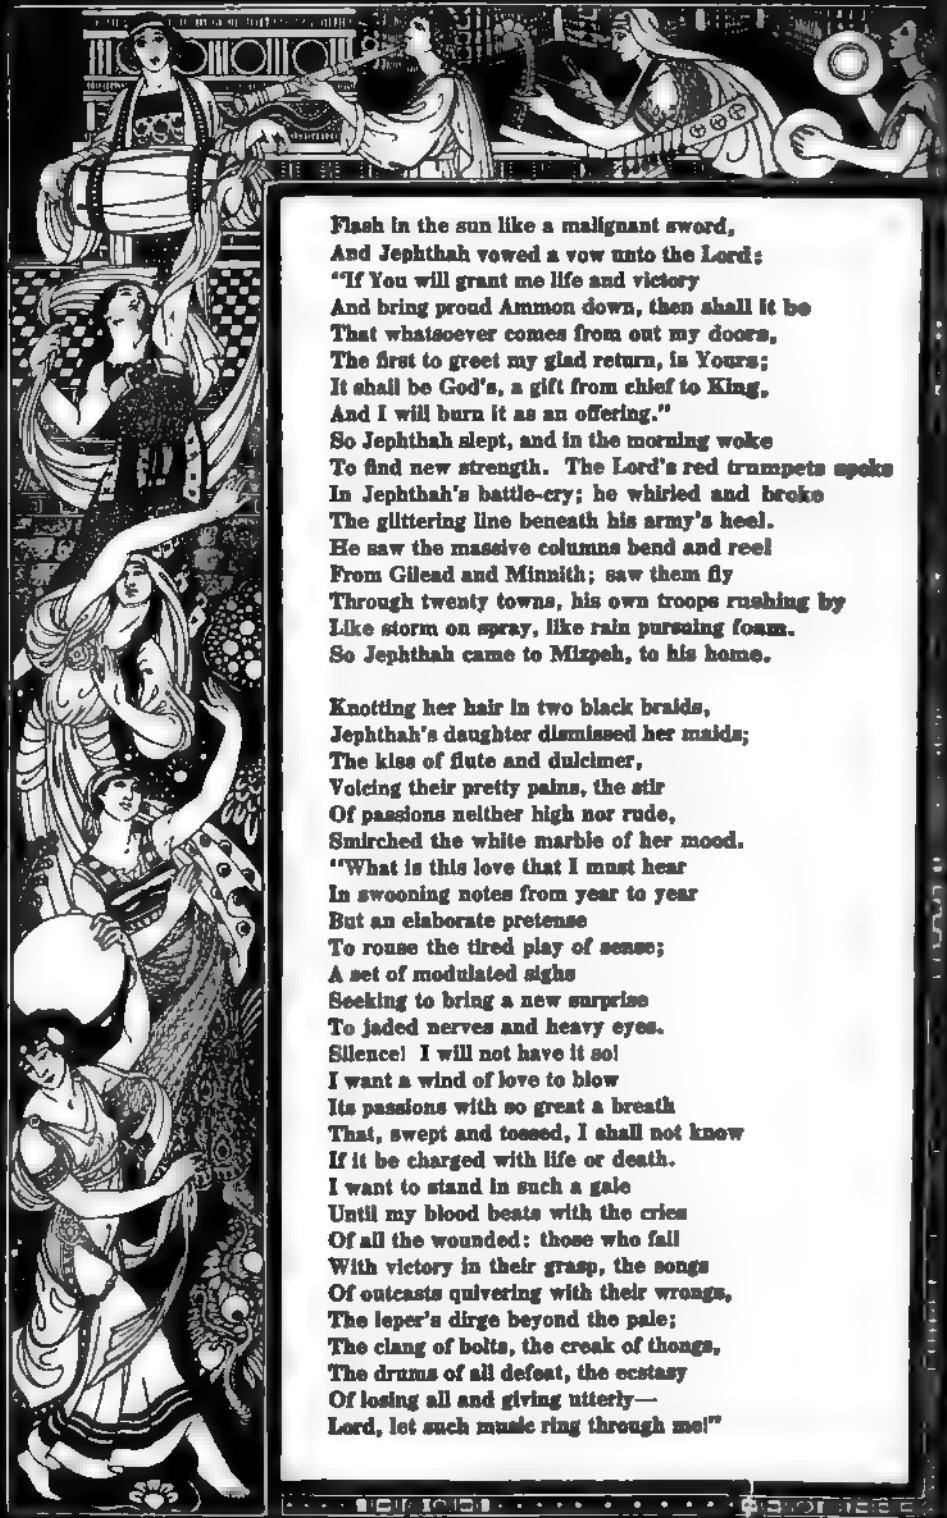 Flash in the sun like a malignant sword,
And Jephthah vowed a vow unto the Lord:
"If You will grant me life and victory
And bring proud Ammon down, then shall it be
That whatsoever comes from out my doors,
The first to greet my glad return, is Yours;
It shall be God's, a gift from chief to King,
And I will burn it as an offering."
So Jephthah slept, and in the morning woke
To find new strength. The Lord's red trumpets spoke
In Jephthah's battle-cry; he whirled and broke
The glittering line beneath his army's heel.
He saw the massive columns bend and reel
From Gilead and Minnith; saw them fly
Through twenty towns, his own troops rushing by
Like storm on spray, like rain pursuing foam.
So Jephthah came to Mizpeh, to his home.

Knotting her hair in two black braids,
Jephthah's daughter dismissed her maids;
The kiss of flute and dulcimer,
Voicing their pretty pains, the stir
Of passions neither high nor rude,
Smirched the white marble of her mood.
"What is this love that I must hear
In swooning notes from year to year
But an elaborate pretense
To rouse the tired play of sense;
A set of modulated sighs
Seeking to bring a new surprise
To jaded nerves and heavy eyes.
Silence! I will not have it so!
I want a wind of love to blow
Its passions with so great a breath
That, swept and tossed, I shall not know
If it be charged with life or death.
I want to stand in such a gale
Until my blood beats with the cries
Of all the wounded: those who fall
With victory in their grasp, the songs
Of outcasts quivering with their wrongs,
The leper's dirge beyond the pale;
The clang of bolts, the creak of thongs,
The drums of all defeat, the ecstasy
Of losing all and giving utterly—
Lord, let such music ring through me!"